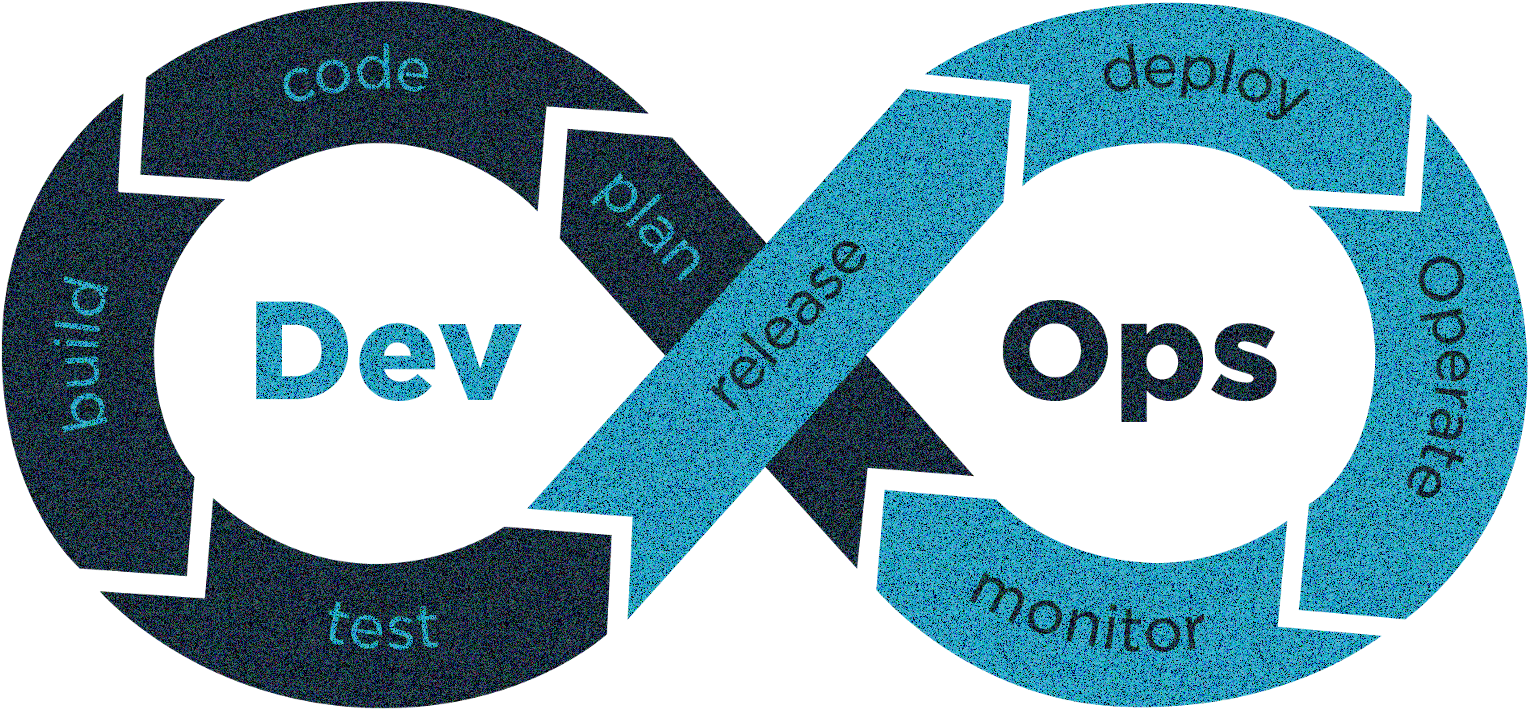 code
plan
build
test
Dev
release
deploy
Operate
monitor
Ops